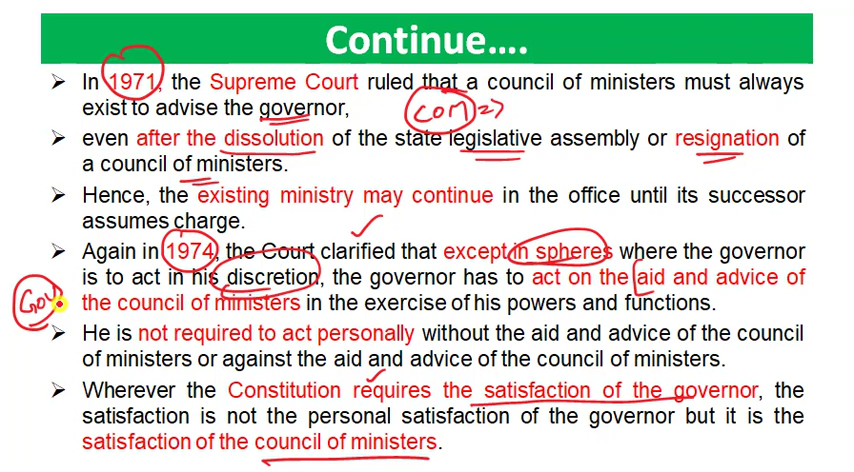 Continue....
➢ In 1971, the Supreme Court ruled that a council of ministers must always
exist to advise the governor,
COM =>
➢ even after the dissolution of the state legislative assembly or resignation of
a council of ministers.
➢ Hence, the existing ministry may continue in the office until its successor
assumes charge.
➢ Again in 1974, the Court clarified that except in spheres where the governor
is to act in his discretion, the governor has to act on the aid and advice of
Gov
the council of ministers in the exercise of his powers and functions.
➢ He is not required to act personally without the aid and advice of the council
of ministers or against the aid and advice of the council of ministers.
➢ Wherever the Constitution requires the satisfaction of the governor, the
satisfaction is not the personal satisfaction of the governor but it is the
satisfaction of the council of ministers.